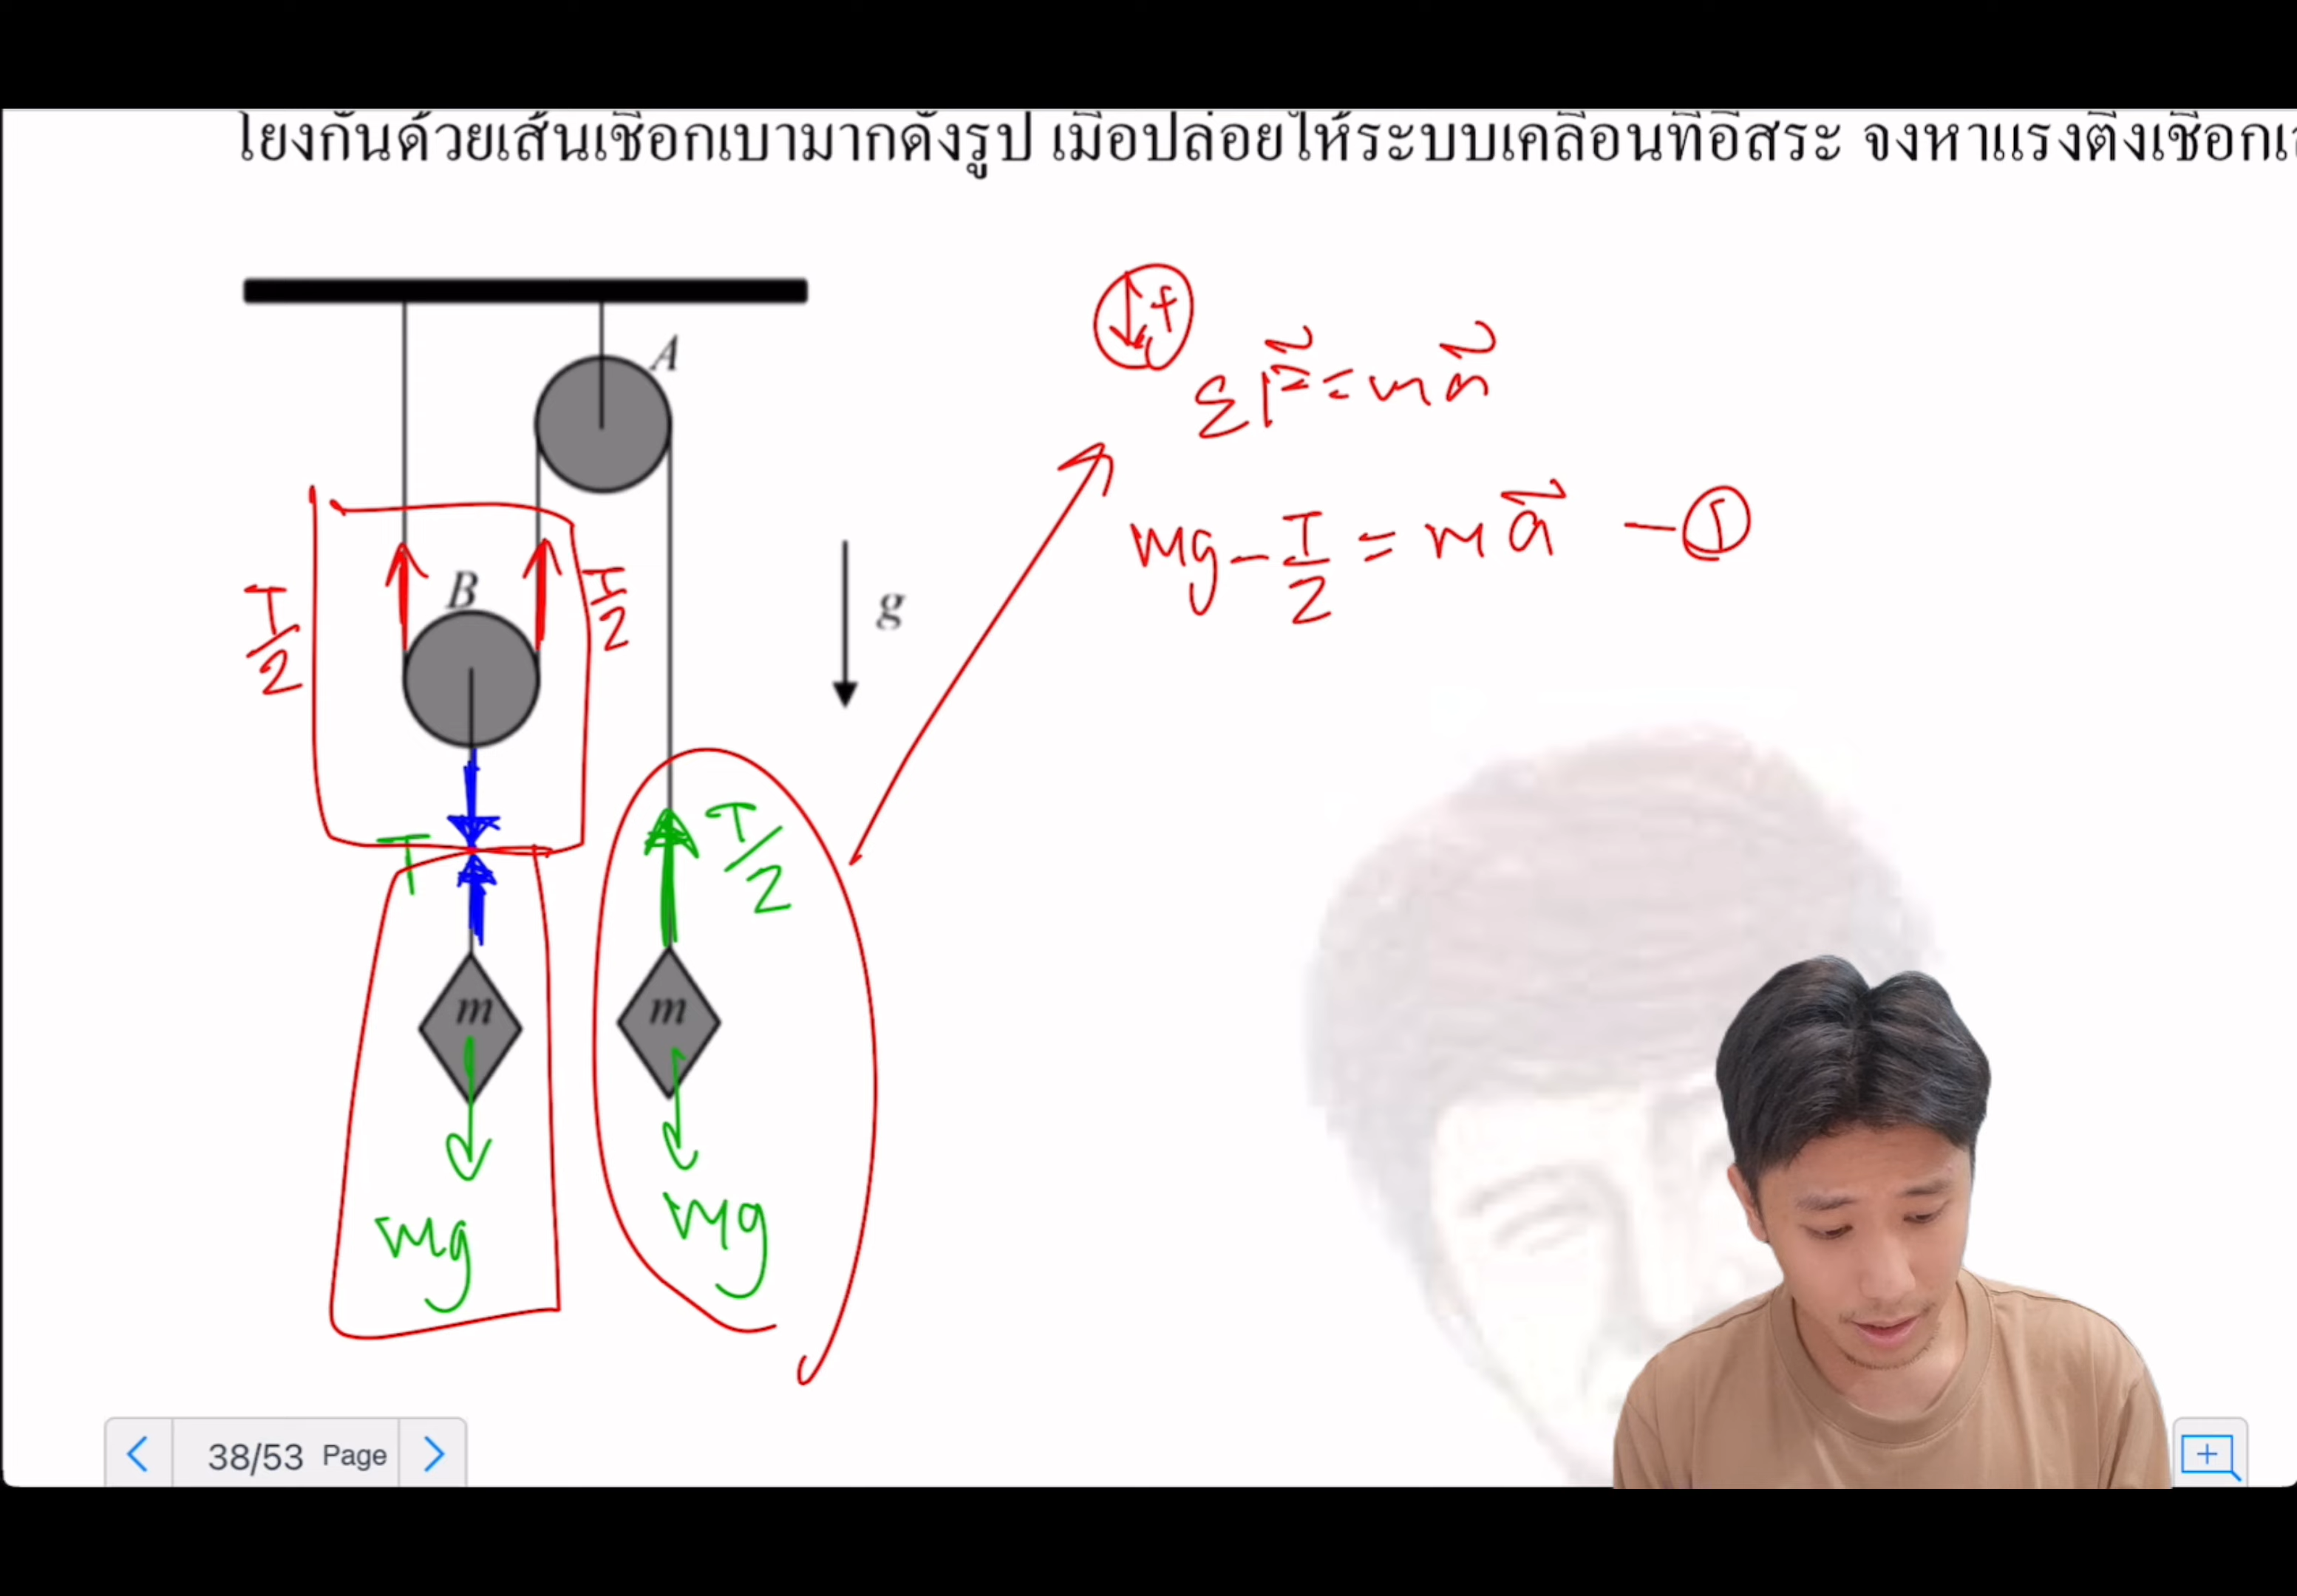 โยงกันด้วยเส้นเชือกเบามากดังรูป เมื่อปล่อยให้ระบบเคลื่อนที่อิสระ จงหาแรงตึงเชือก
A
↓+
ΣF⃗ = ma⃗
mg - T/2 = ma⃗ — ①
B
T/2
T/2
g
T
T/2
m
m
mg
mg
38/53 Page